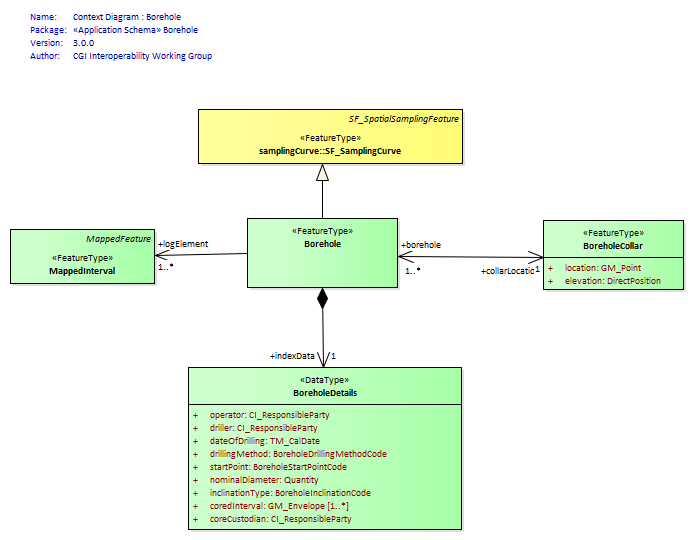 Name: Context Diagram : Borehole
Package: «Application Schema» Borehole
Version: 3.0.0
Author: CGI Interoperability Working Group
SF_SpatialSamplingFeature
«FeatureType»
samplingCurve::SF_SamplingCurve
MappedFeature
«FeatureType»
MappedInterval
+logElement
1..*
«FeatureType»
Borehole
+borehole
1..*
+collarLocatic
1
«FeatureType»
BoreholeCollar
+ location: GM_Point
+ elevation: DirectPosition
+indexData
1
«DataType»
BoreholeDetails
+ operator: CI_ResponsibleParty
+ driller: CI_ResponsibleParty
+ dateOfDrilling: TM_CalDate
+ drillingMethod: BoreholeDrillingMethodCode
+ startPoint: BoreholeStartPointCode
+ nominalDiameter: Quantity
+ inclinationType: BoreholeInclinationCode
+ coredInterval: GM_Envelope [1..*]
+ coreCustodian: CI_ResponsibleParty